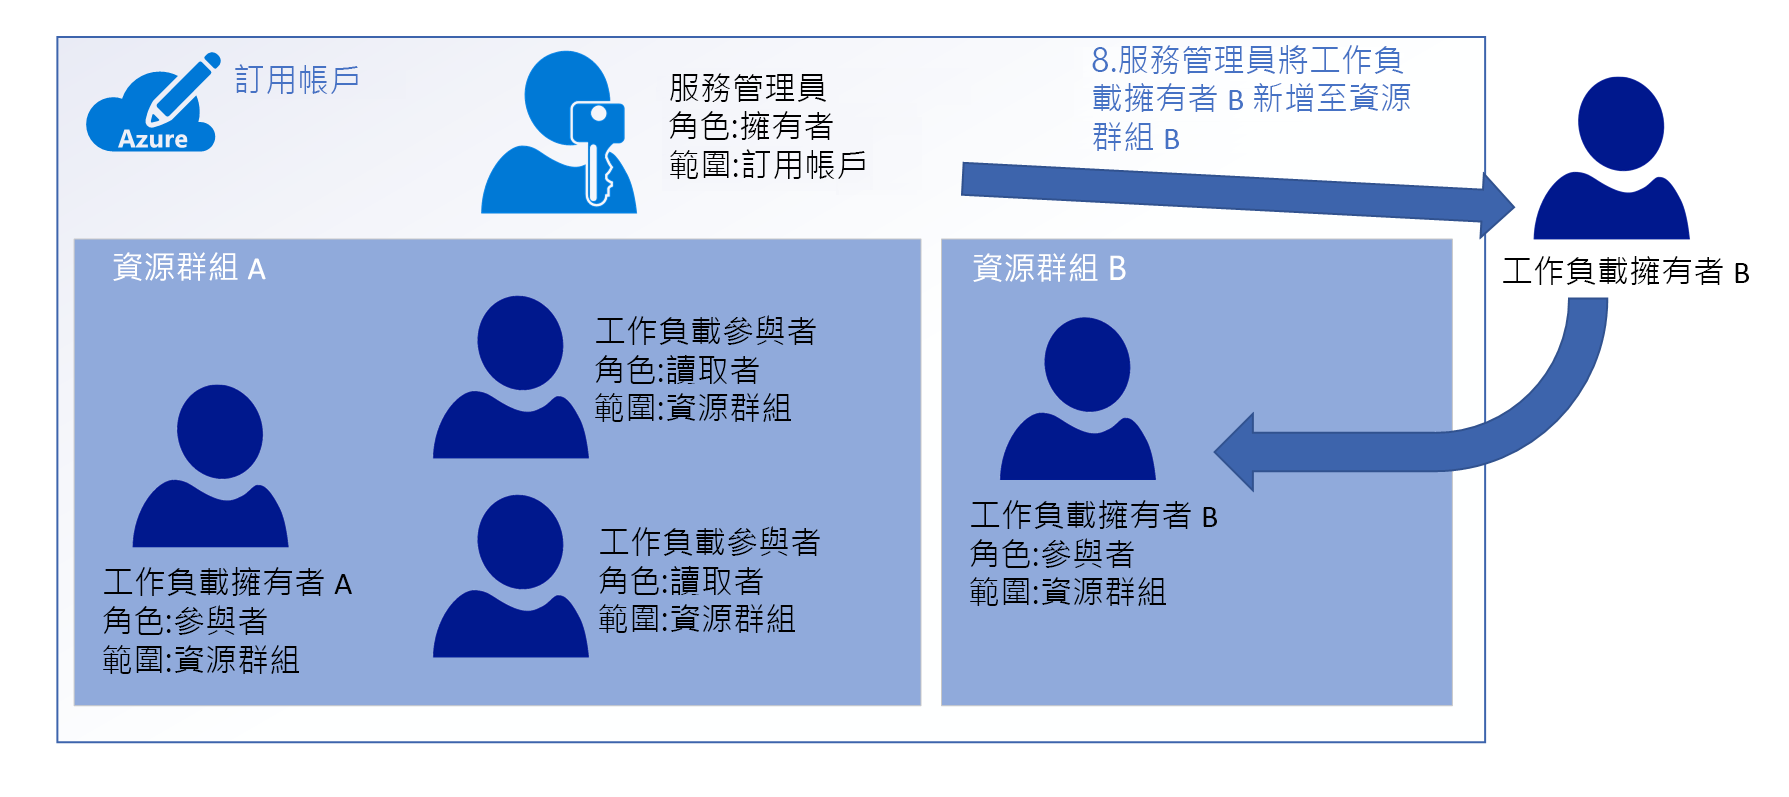 Azure
訂用帳戶
服務管理員
角色:擁有者
範圍:訂用帳戶
8.服務管理員將工作負
載擁有者 B 新增至資源
群組 B
工作負載擁有者 B
資源群組 A
工作負載參與者
角色:讀取者
範圍:資源群組
工作負載參與者
角色:讀取者
範圍:資源群組
工作負載擁有者 A
角色:參與者
範圍:資源群組
資源群組 B
工作負載擁有者 B
角色:參與者
範圍:資源群組